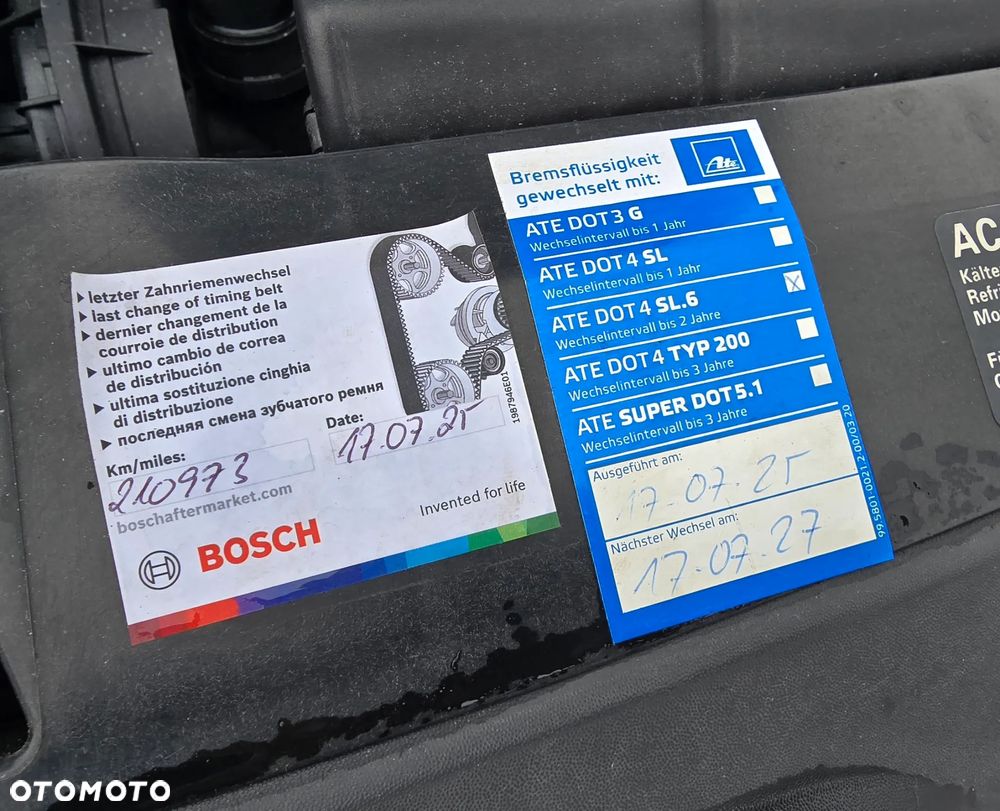 letzter Zahnriemenwechsel
last change of timing belt
dernier changement de la
courroie de distribution
ultimo cambio de correa
de distribución
ultima sostituzione cinghia
di distribuzione
последняя смена зубчатого ремня
Km/miles:
210973
Date:
17.07.25
1987946E01
boschaftermarket.com
BOSCH
Invented for life
Bremsflüssigkeit
gewechselt mit:
Ate
ATE DOT 3 G
Wechselintervall bis 1 Jahr
ATE DOT 4 SL
Wechselintervall bis 1 Jahr
ATE DOT 4 SL.6
Wechselintervall bis 2 Jahre
ATE DOT 4 TYP 200
Wechselintervall bis 3 Jahre
ATE SUPER DOT 5.1
Wechselintervall bis 3 Jahre
Ausgeführt am:
17.07.25
Nächster Wechsel am:
17.07.27
99.5801-0021.2 00/03.20
AC
Kälte
Refri
Mo
OTOMOTO